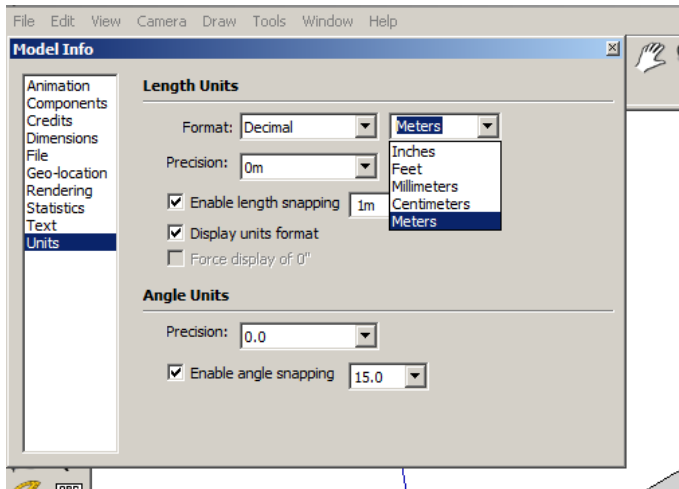 File Edit View Camera Draw Tools Window Help
Model Info
Animation
Components
Credits
Dimensions
File
Geo-location
Rendering
Statistics
Text
Units
Length Units
Format: Decimal Meters
Inches
Feet
Millimeters
Centimeters
Meters
Precision: 0m
Enable length snapping 1m
Display units format
Force display of 0"
Angle Units
Precision: 0.0
Enable angle snapping 15.0